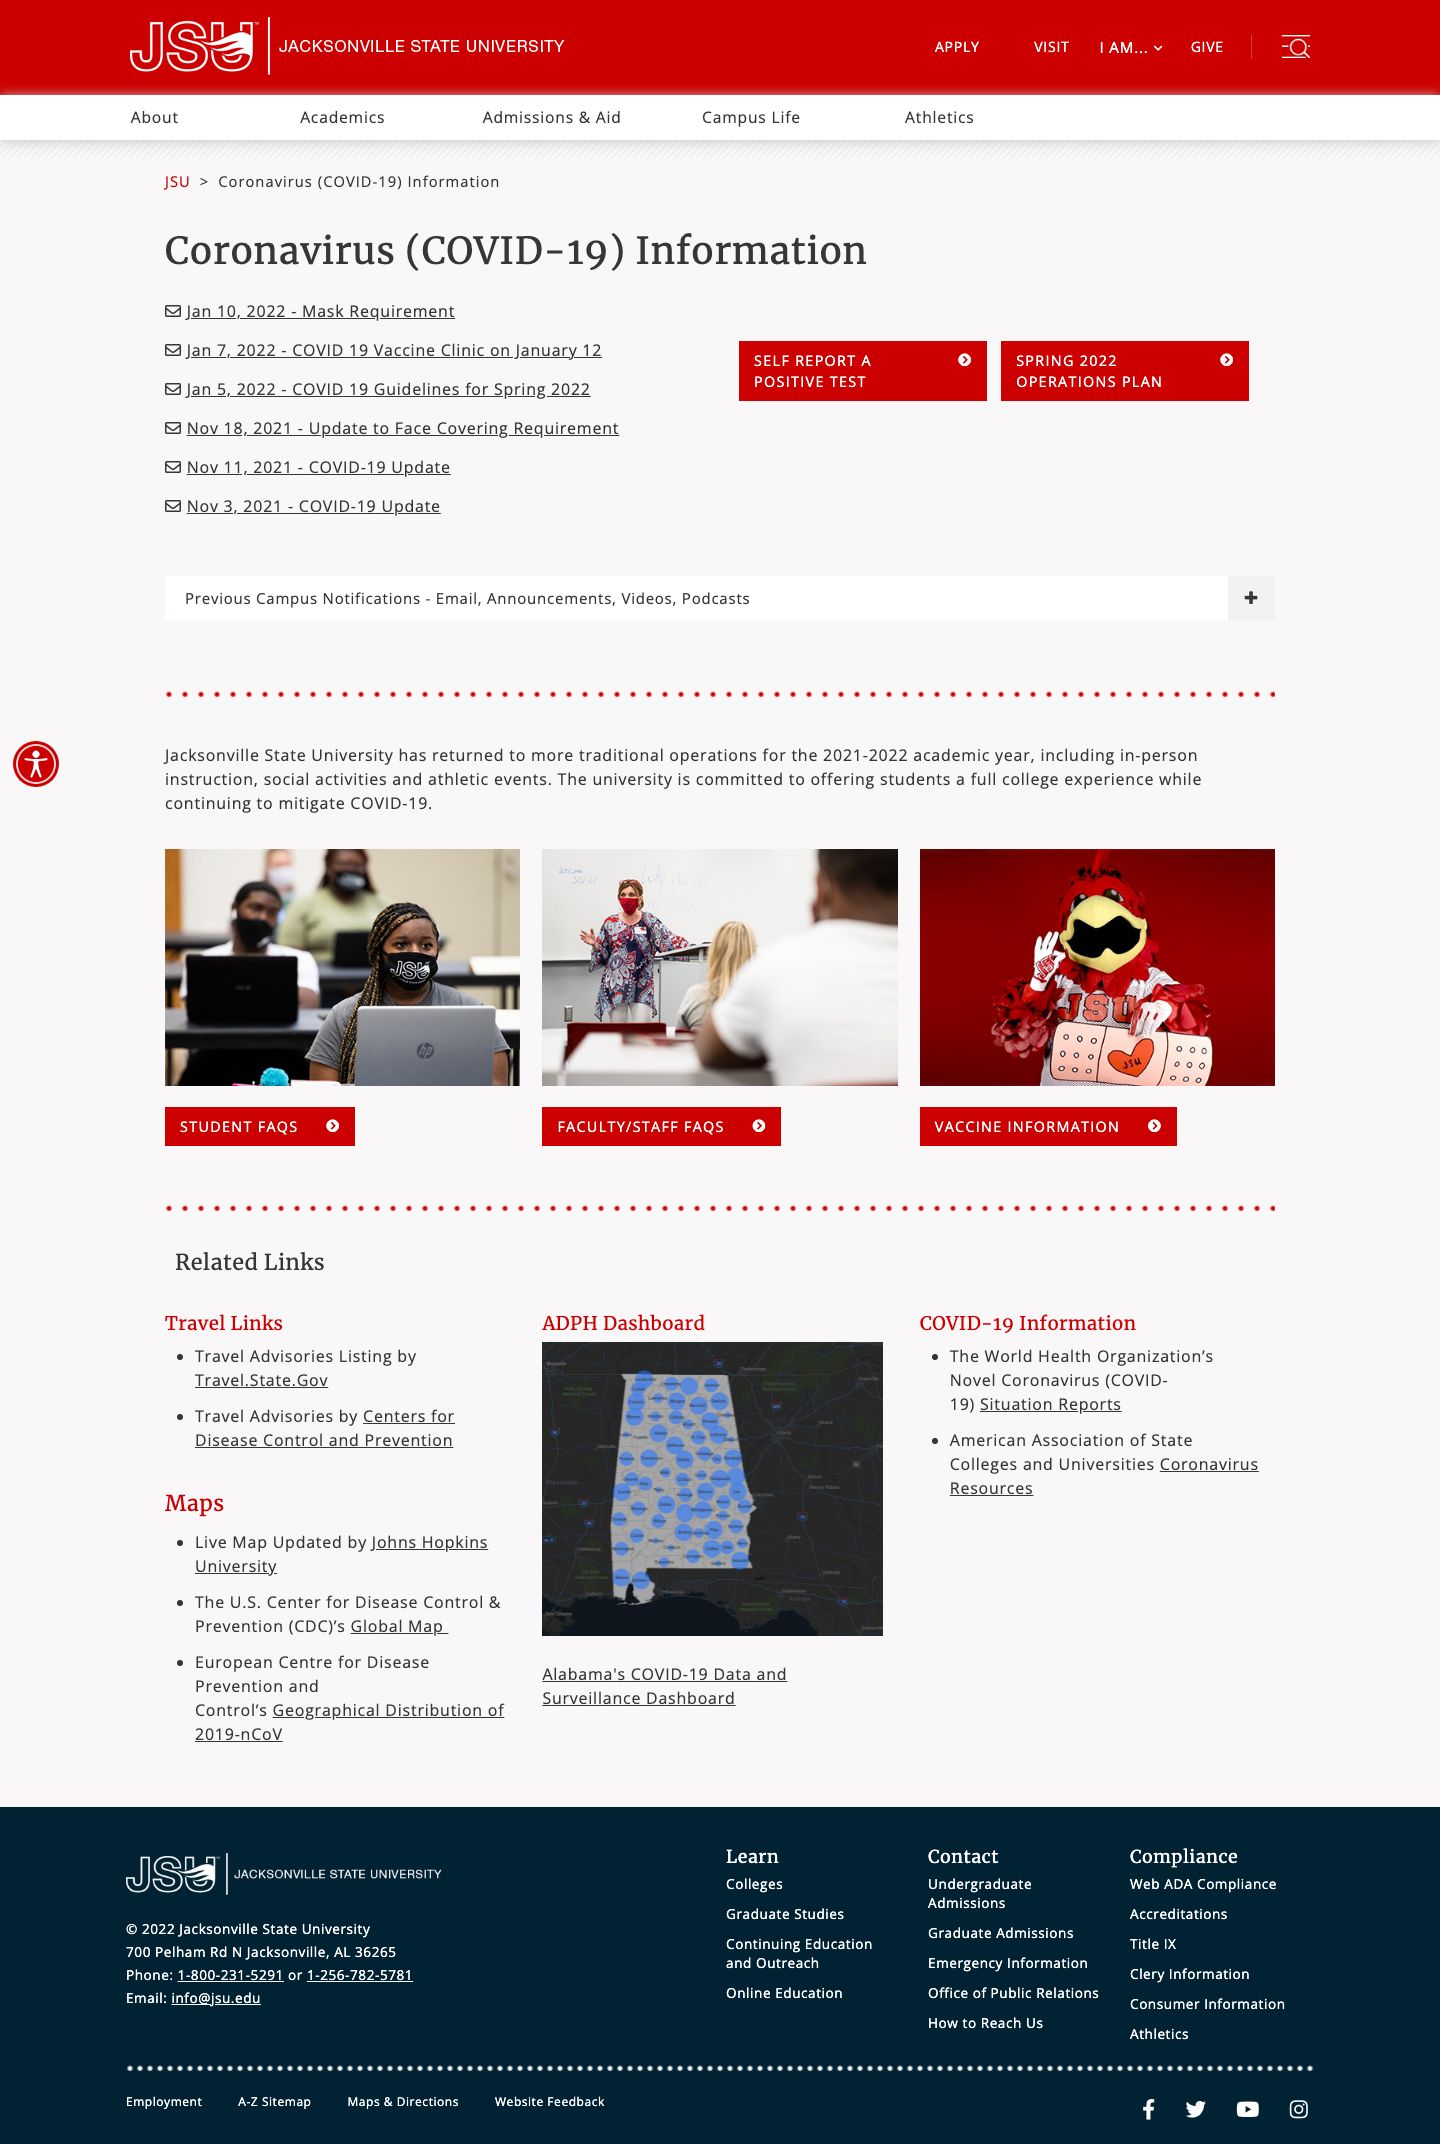 JSU JACKSONVILLE STATE UNIVERSITY
APPLY VISIT I AM... GIVE
About Academics Admissions & Aid Campus Life Athletics
JSU > Coronavirus (COVID-19) Information
Coronavirus (COVID-19) Information
Jan 10, 2022 - Mask Requirement
Jan 7, 2022 - COVID 19 Vaccine Clinic on January 12
Jan 5, 2022 - COVID 19 Guidelines for Spring 2022
Nov 18, 2021 - Update to Face Covering Requirement
Nov 11, 2021 - COVID-19 Update
Nov 3, 2021 - COVID-19 Update
SELF REPORT A
POSITIVE TEST
SPRING 2022
OPERATIONS PLAN
Previous Campus Notifications - Email, Announcements, Videos, Podcasts
Jacksonville State University has returned to more traditional operations for the 2021-2022 academic year, including in-person
instruction, social activities and athletic events. The university is committed to offering students a full college experience while
continuing to mitigate COVID-19.
JSU
hp
JSU
JSU
STUDENT FAQS
FACULTY/STAFF FAQS
VACCINE INFORMATION
Related Links
Travel Links
Travel Advisories Listing by
Travel.State.Gov
Travel Advisories by Centers for
Disease Control and Prevention
Maps
Live Map Updated by Johns Hopkins
University
The U.S. Center for Disease Control &
Prevention (CDC)’s Global Map
European Centre for Disease
Prevention and
Control’s Geographical Distribution of
2019-nCoV
ADPH Dashboard
Alabama's COVID-19 Data and
Surveillance Dashboard
COVID-19 Information
The World Health Organization’s
Novel Coronavirus (COVID-
19) Situation Reports
American Association of State
Colleges and Universities Coronavirus
Resources
JSU JACKSONVILLE STATE UNIVERSITY
© 2022 Jacksonville State University
700 Pelham Rd N Jacksonville, AL 36265
Phone: 1-800-231-5291 or 1-256-782-5781
Email: info@jsu.edu
Learn
Colleges
Graduate Studies
Continuing Education
and Outreach
Online Education
Contact
Undergraduate
Admissions
Graduate Admissions
Emergency Information
Office of Public Relations
How to Reach Us
Compliance
Web ADA Compliance
Accreditations
Title IX
Clery Information
Consumer Information
Athletics
Employment A-Z Sitemap Maps & Directions Website Feedback